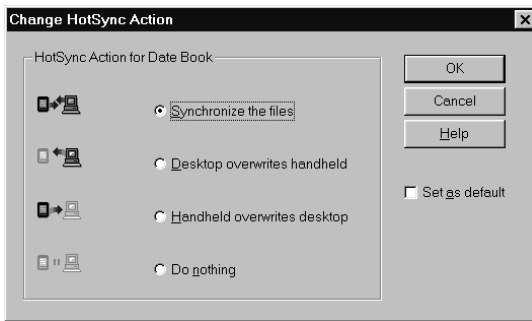 Change HotSync Action
HotSync Action for Date Book
Synchronize the files
Desktop overwrites handheld
Handheld overwrites desktop
Do nothing
OK
Cancel
Help
Set as default